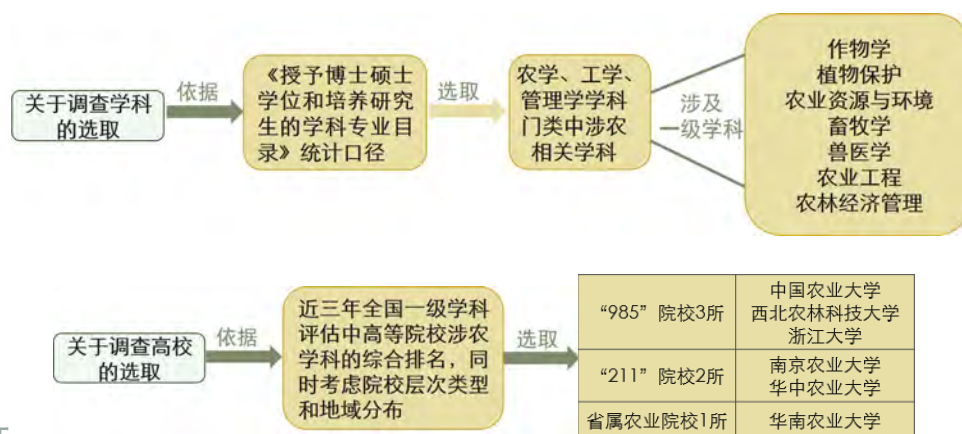 关于调查学科
的选取
依据
《授予博士硕士
学位和培养研究
生的学科专业目
录》统计口径
选取
农学、工学、
管理学学科
门类中涉农
相关学科
涉及
一级学科
作物学
植物保护
农业资源与环境
畜牧学
兽医学
农业工程
农林经济管理
关于调查高校
的选取
依据
近三年全国一级学科
评估中高等院校涉农
学科的综合排名，同
时考虑院校层次类型
和地域分布
选取
“985”院校3所
中国农业大学
西北农林科技大学
浙江大学
“211”院校2所
南京农业大学
华中农业大学
省属农业院校1所
华南农业大学